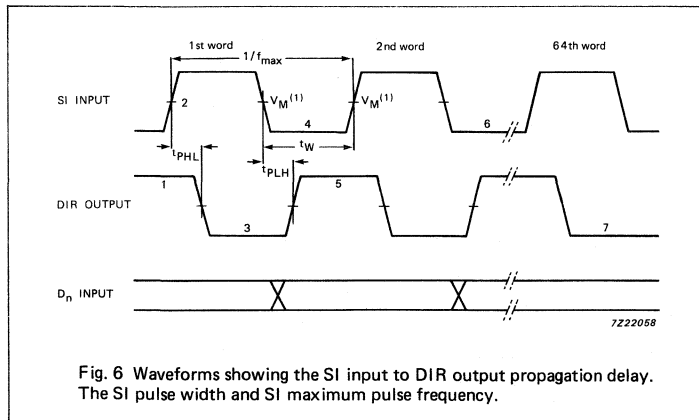 1st word
2nd word
64th word
1/fmax
SI INPUT
2
VM(1)
VM(1)
4
6
tW
tPHL
tPLH
DIR OUTPUT
1
5
3
7
Dn INPUT
7Z22058
Fig. 6 Waveforms showing the SI input to DIR output propagation delay.
The SI pulse width and SI maximum pulse frequency.